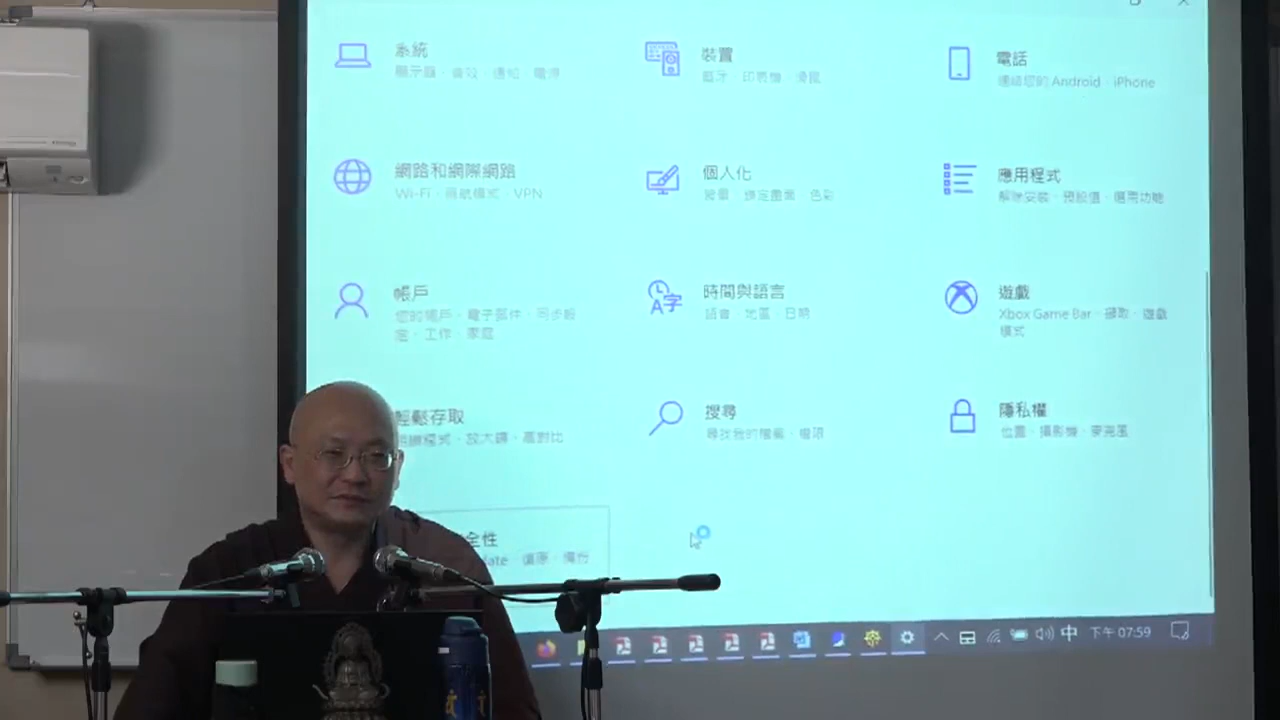 系統
顯示器、音效、通知、電源
裝置
藍牙、印表機、滑鼠
電話
連結您的 Android、iPhone
網路和網際網路
Wi-Fi、飛航模式、VPN
個人化
背景、鎖定畫面、色彩
應用程式
解除安裝、預設值、選用功能
帳戶
您的帳戶、電子郵件、同步設
定、工作、家庭
時間與語言
語音、地區、日期
遊戲
Xbox Game Bar、擷取、遊戲
模式
輕鬆存取
放大鏡、高對比
搜尋
尋找我的檔案、權限
隱私權
位置、攝影機、麥克風
全性
date、復原、備份
中
下午 07:59